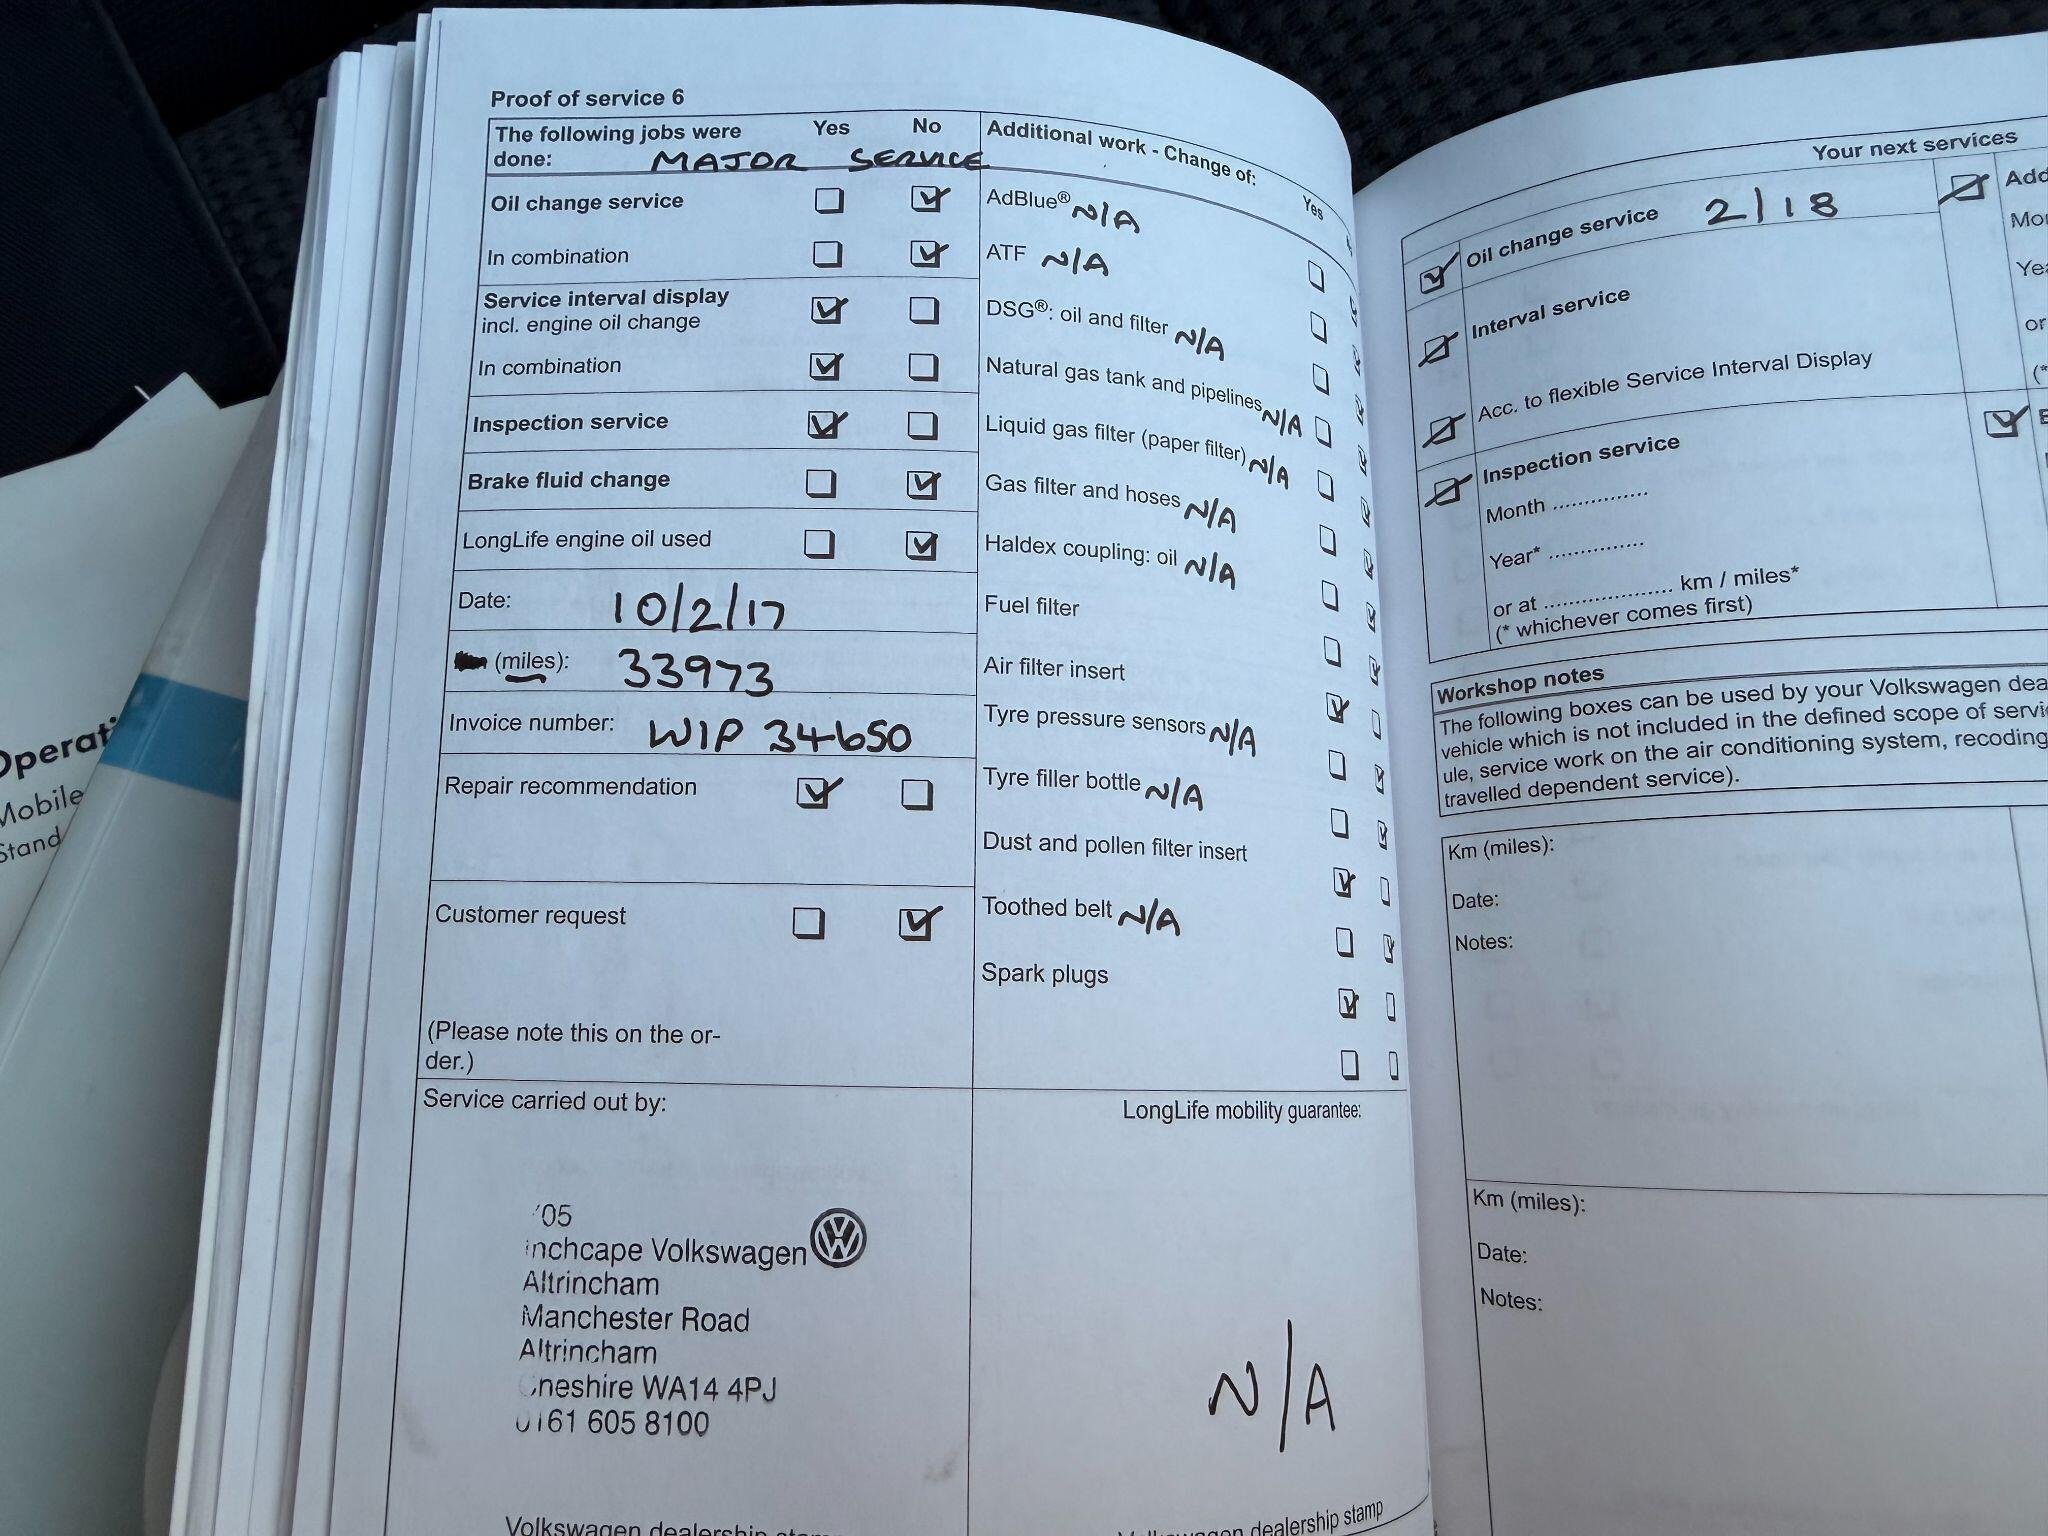 Proof of service 6
The following jobs were done: Yes No
MAJOR SERVICE
Oil change service
In combination
Service interval display
incl. engine oil change
In combination
Inspection service
Brake fluid change
LongLife engine oil used
Date: 10/2/17
(miles): 33973
Invoice number: WIP 34650
Repair recommendation
Customer request
(Please note this on the or-
der.)
Additional work - Change of: Yes
AdBlue® N/A
ATF N/A
DSG®: oil and filter N/A
Natural gas tank and pipelines N/A
Liquid gas filter (paper filter) N/A
Gas filter and hoses N/A
Haldex coupling: oil N/A
Fuel filter
Air filter insert
Tyre pressure sensors N/A
Tyre filler bottle N/A
Dust and pollen filter insert
Toothed belt N/A
Spark plugs
Service carried out by:
05
Inchcape Volkswagen
Altrincham
Manchester Road
Altrincham
Cheshire WA14 4PJ
0161 605 8100
Volkswagen dealership
LongLife mobility guarantee:
N/A
Volkswagen dealership stamp
Your next services
Oil change service 2/18
Interval service
Acc. to flexible Service Interval Display
Inspection service
Month ...............
Year* ...............
or at .................... km / miles*
(* whichever comes first)
or
(*
Workshop notes
The following boxes can be used by your Volkswagen
vehicle which is not included in the defined scope of
ule, service work on the air conditioning system, recoding
travelled dependent service).
Km (miles):
Date:
Notes:
Km (miles):
Date:
Notes:
Mobile